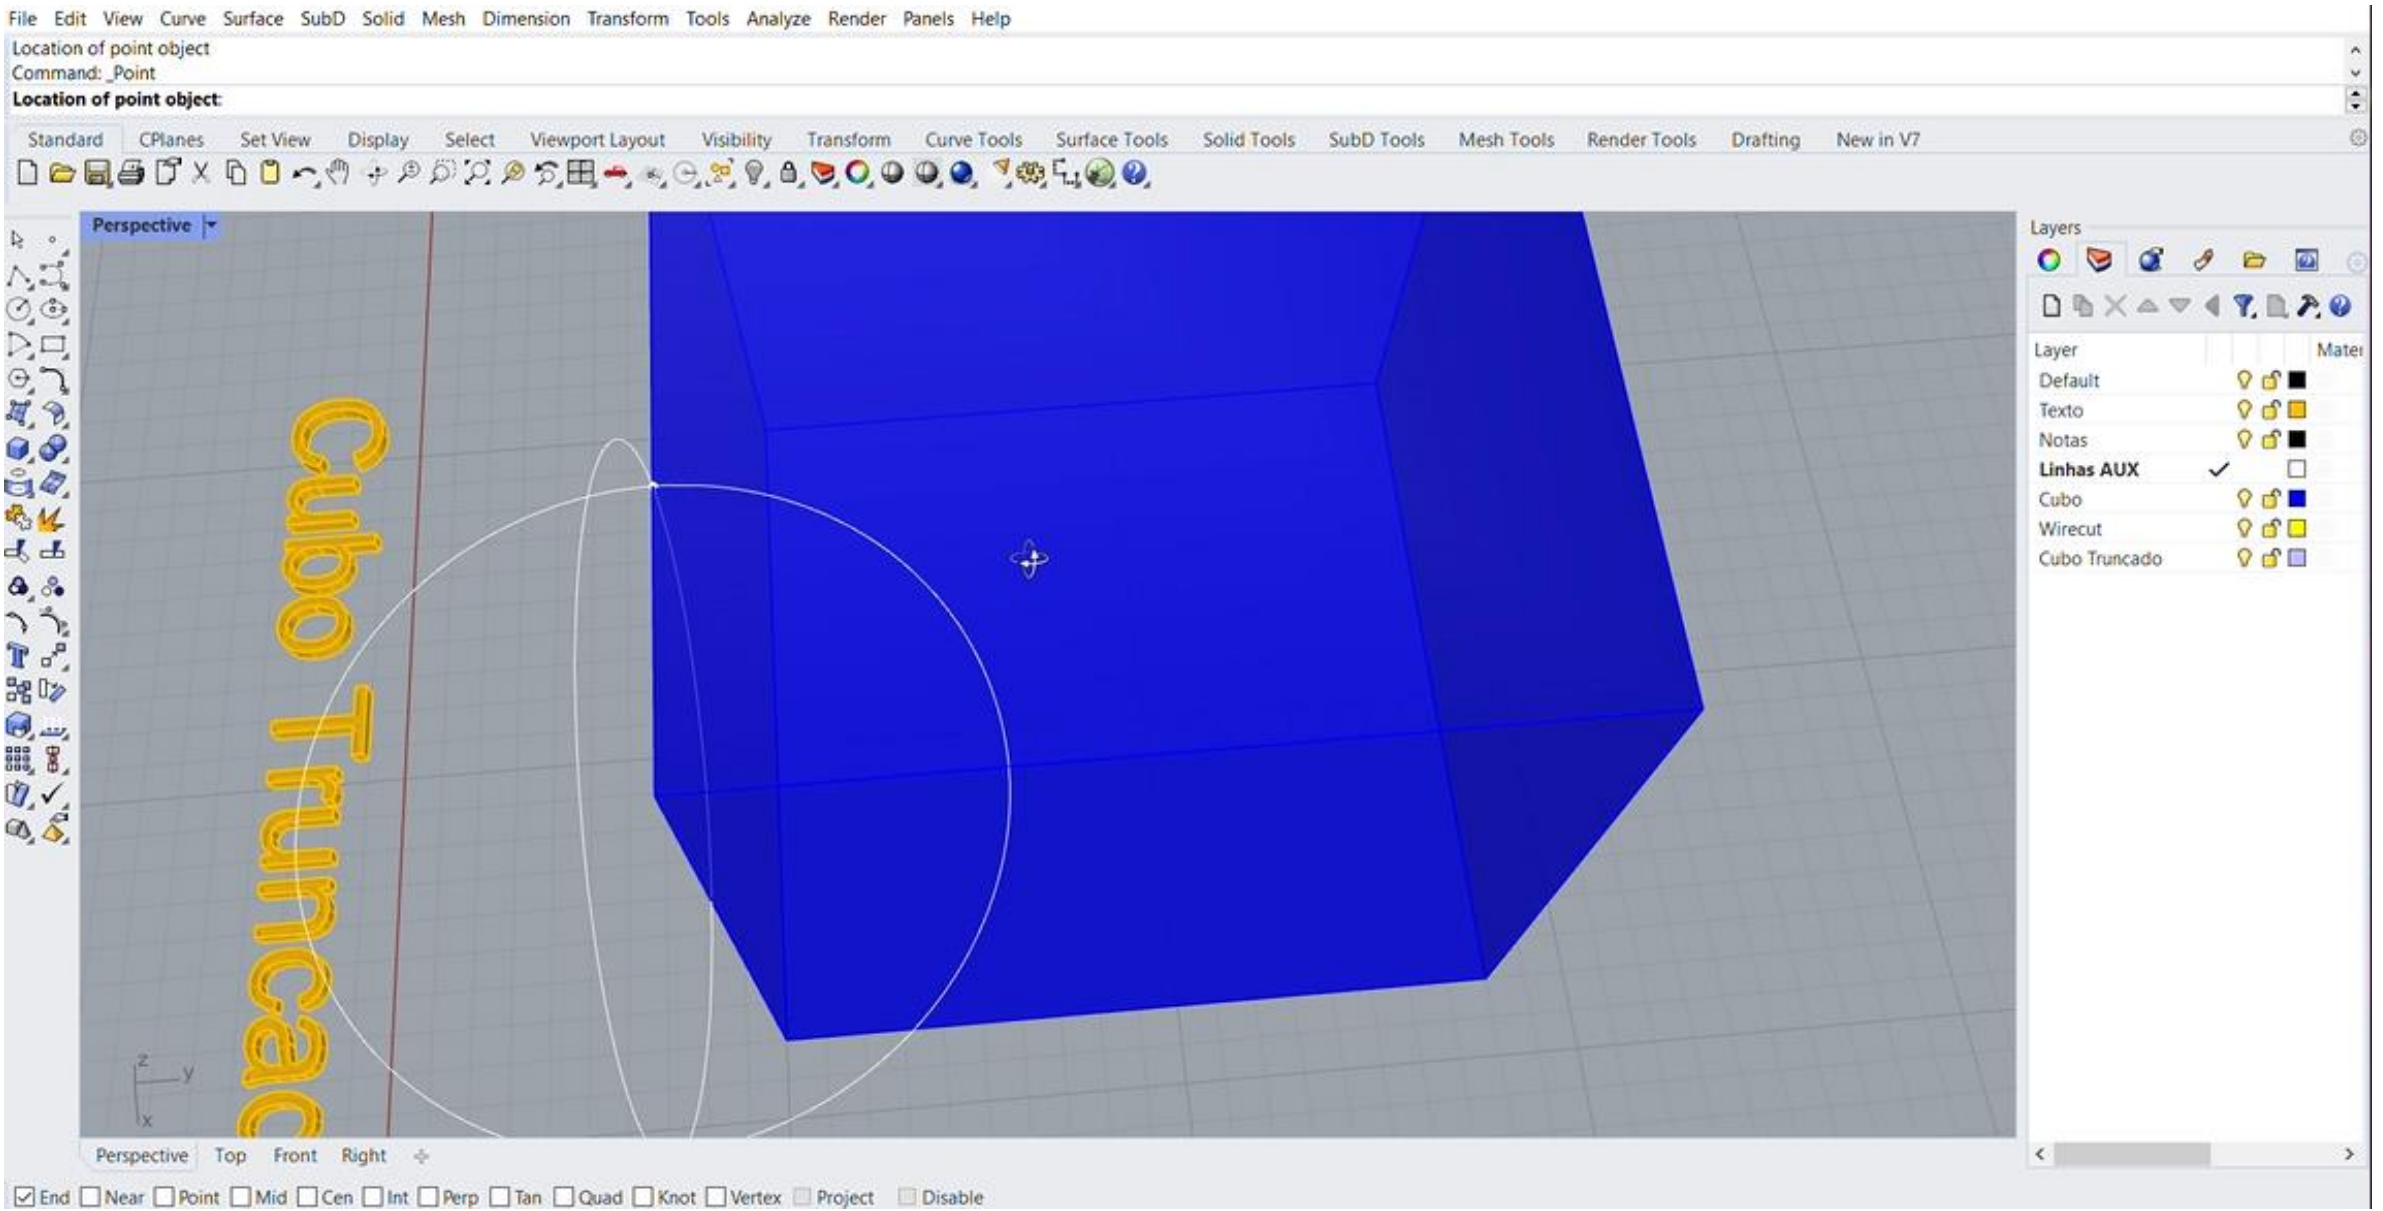 File Edit View Curve Surface SubD Solid Mesh Dimension Transform Tools Analyze Render Panels Help
Location of point object
Command: _Point
Location of point object:
Standard CPlanes Set View Display Select Viewport Layout Visibility Transform Curve Tools Surface Tools Solid Tools SubD Tools Mesh Tools Render Tools Drafting New in V7
Perspective
Layers
Layer Mater
Default
Texto
Notas
Linhas AUX
Cubo
Wirecut
Cubo Truncado
Cubo Truncac
z
y
x
Perspective Top Front Right
End Near Point Mid Cen Int Perp Tan Quad Knot Vertex Project Disable